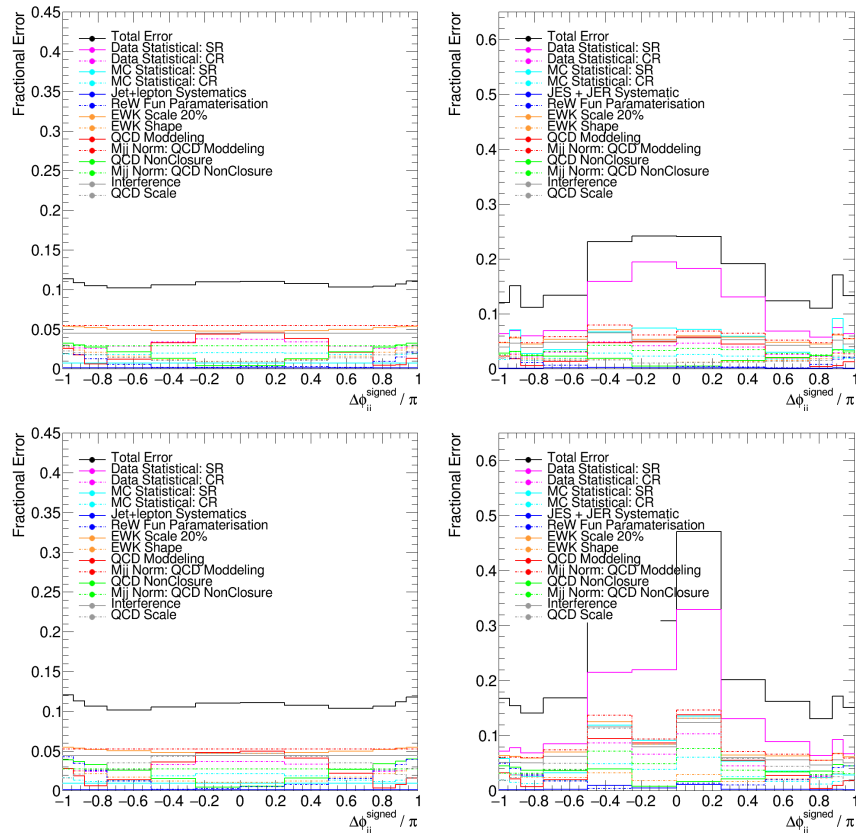 Fractional Error
0.45
0.4
0.35
0.3
0.25
0.2
0.15
0.1
0.05
0
Total Error
Data Statistical: SR
Data Statistical: CR
MC Statistical: SR
MC Statistical: CR
Jet+lepton Systematics
ReW Fun Paramaterisation
EWK Scale 20%
EWK Shape
QCD Moddeling
Mjj Norm: QCD Moddeling
QCD NonClosure
Mjj Norm: QCD NonClosure
Interference
QCD Scale
−1 −0.8 −0.6 −0.4 −0.2 0 0.2 0.4 0.6 0.8 1
Δϕ signed jj / π
Fractional Error
0.6
0.5
0.4
0.3
0.2
0.1
0
Total Error
Data Statistical: SR
Data Statistical: CR
MC Statistical: SR
MC Statistical: CR
JES + JER Systematic
ReW Fun Paramaterisation
EWK Scale 20%
EWK Shape
QCD Moddeling
Mjj Norm: QCD Moddeling
QCD NonClosure
Mjj Norm: QCD NonClosure
Interference
QCD Scale
−1 −0.8 −0.6 −0.4 −0.2 0 0.2 0.4 0.6 0.8 1
Δϕ signed jj / π
Fractional Error
0.45
0.4
0.35
0.3
0.25
0.2
0.15
0.1
0.05
0
Total Error
Data Statistical: SR
Data Statistical: CR
MC Statistical: SR
MC Statistical: CR
Jet+lepton Systematics
ReW Fun Paramaterisation
EWK Scale 20%
EWK Shape
QCD Moddeling
Mjj Norm: QCD Moddeling
QCD NonClosure
Mjj Norm: QCD NonClosure
Interference
QCD Scale
−1 −0.8 −0.6 −0.4 −0.2 0 0.2 0.4 0.6 0.8 1
Δϕ signed jj / π
Fractional Error
0.6
0.5
0.4
0.3
0.2
0.1
0
Total Error
Data Statistical: SR
Data Statistical: CR
MC Statistical: SR
MC Statistical: CR
JES + JER Systematic
ReW Fun Paramaterisation
EWK Scale 20%
EWK Shape
QCD Moddeling
Mjj Norm: QCD Moddeling
QCD NonClosure
Mjj Norm: QCD NonClosure
Interference
QCD Scale
−1 −0.8 −0.6 −0.4 −0.2 0 0.2 0.4 0.6 0.8 1
Δϕ signed jj / π